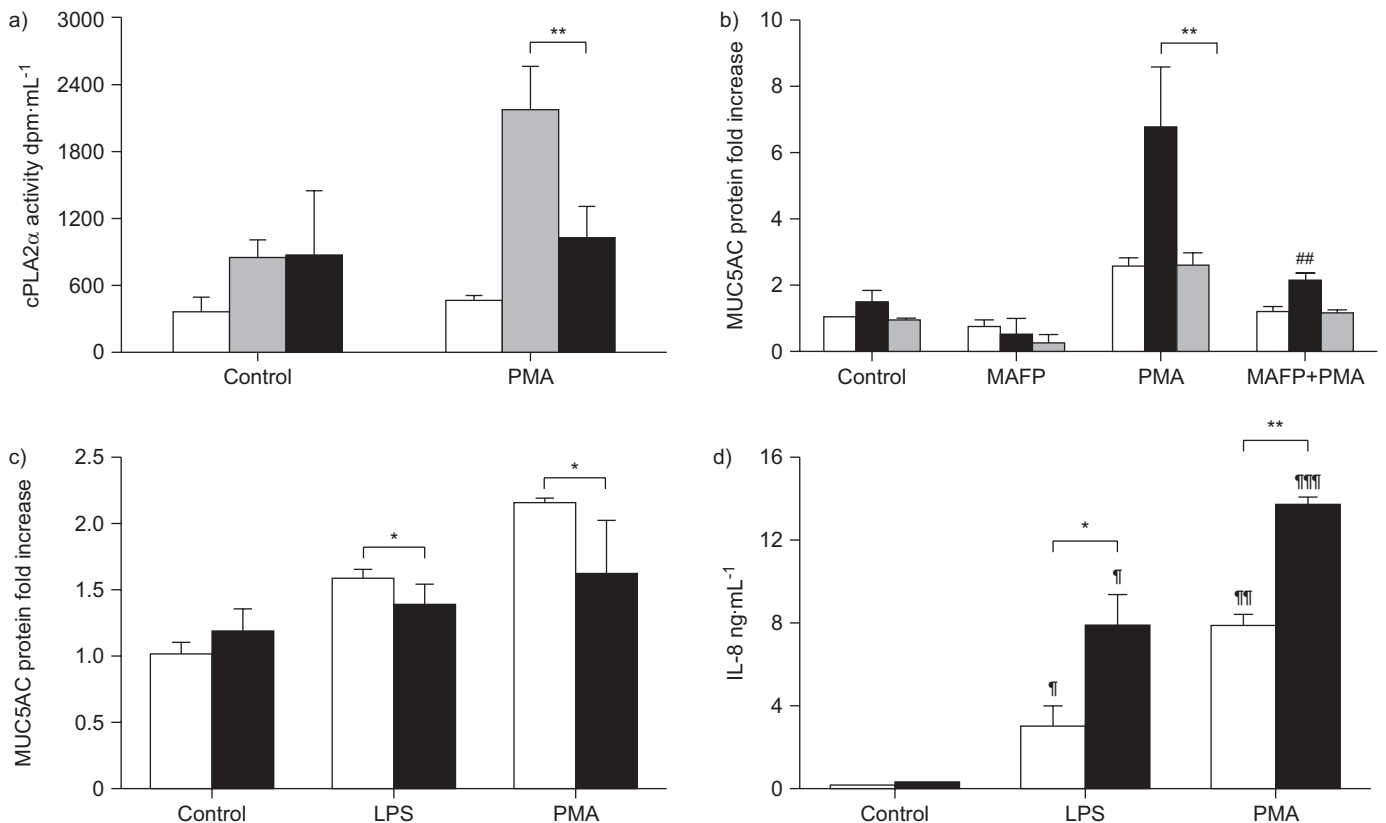 a)
cPLA2α activity dpm·mL⁻¹
3000
2400
1800
1200
600
0
**
Control PMA
b)
MUC5AC protein fold increase
10
8
6
4
2
0
**
##
Control MAFP PMA MAFP+PMA
c)
MUC5AC protein fold increase
2.5
2.0
1.5
1.0
0.5
0
*
*
Control LPS PMA
d)
IL-8 ng·mL⁻¹
16
12
8
4
0
**
¶¶¶
*
¶
¶¶
¶
Control LPS PMA